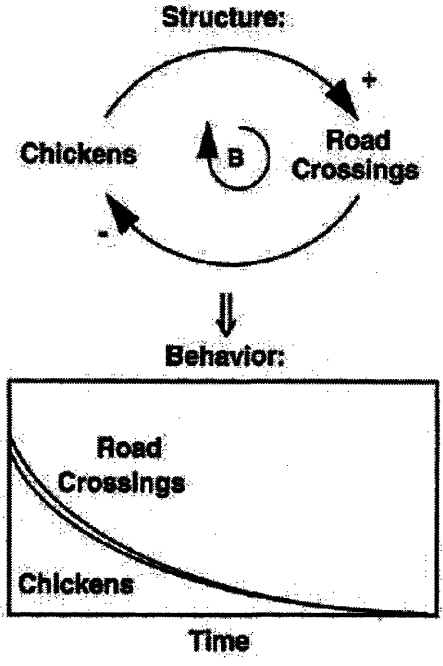 Structure:
+
Chickens
B
Road
Crossings
-
Behavior:
Road
Crossings
Chickens
Time